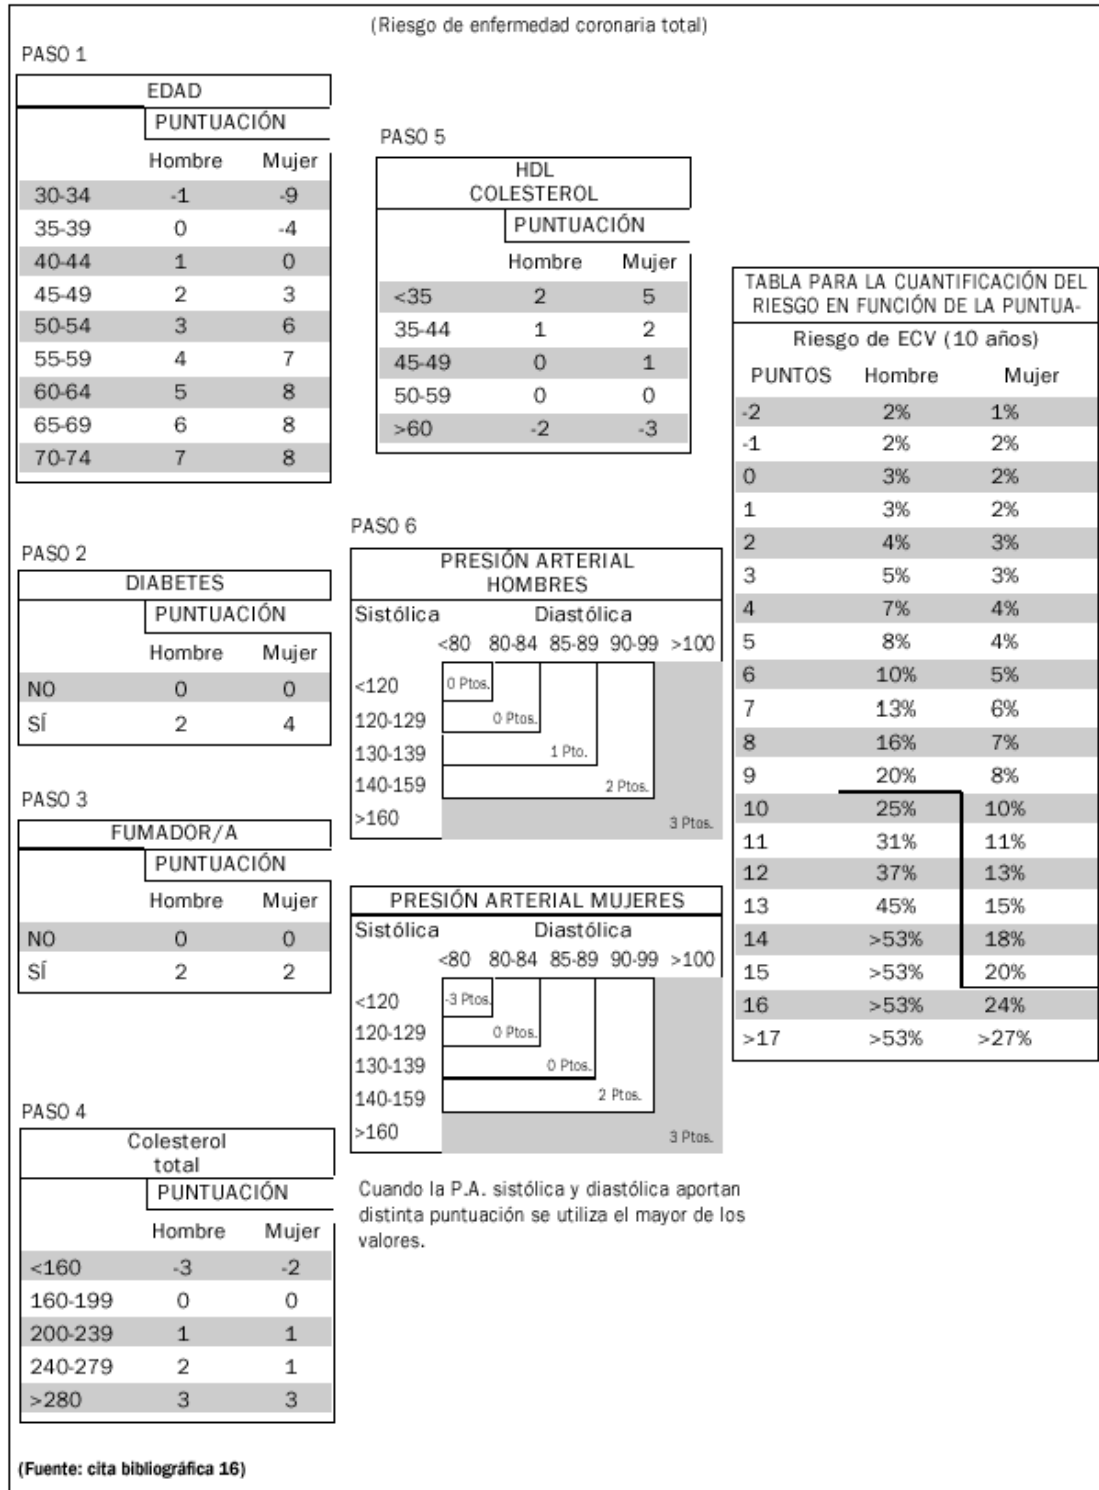 (Riesgo de enfermedad coronaria total)
PASO 1
EDAD
PUNTUACIÓN
Hombre Mujer
30-34 -1 -9
35-39 0 -4
40-44 1 0
45-49 2 3
50-54 3 6
55-59 4 7
60-64 5 8
65-69 6 8
70-74 7 8
PASO 2
DIABETES
PUNTUACIÓN
Hombre Mujer
NO 0 0
SÍ 2 4
PASO 3
FUMADOR/A
PUNTUACIÓN
Hombre Mujer
NO 0 0
SÍ 2 2
PASO 4
Colesterol
total
PUNTUACIÓN
Hombre Mujer
<160 -3 -2
160-199 0 0
200-239 1 1
240-279 2 1
>280 3 3
PASO 5
HDL
COLESTEROL
PUNTUACIÓN
Hombre Mujer
<35 2 5
35-44 1 2
45-49 0 1
50-59 0 0
>60 -2 -3
PASO 6
PRESIÓN ARTERIAL
HOMBRES
Sistólica Diastólica
<80 80-84 85-89 90-99 >100
<120 0 Ptos.
120-129 0 Ptos.
130-139 1 Pto.
140-159 2 Ptos.
>160 3 Ptos.
PRESIÓN ARTERIAL MUJERES
Sistólica Diastólica
<80 80-84 85-89 90-99 >100
<120 -3 Ptos.
120-129 0 Ptos.
130-139 0 Ptos.
140-159 2 Ptos.
>160 3 Ptos.
Cuando la P.A. sistólica y diastólica aportan
distinta puntuación se utiliza el mayor de los
valores.
TABLA PARA LA CUANTIFICACIÓN DEL
RIESGO EN FUNCIÓN DE LA PUNTUA-
Riesgo de ECV (10 años)
PUNTOS Hombre Mujer
-2 2% 1%
-1 2% 2%
0 3% 2%
1 3% 2%
2 4% 3%
3 5% 3%
4 7% 4%
5 8% 4%
6 10% 5%
7 13% 6%
8 16% 7%
9 20% 8%
10 25% 10%
11 31% 11%
12 37% 13%
13 45% 15%
14 >53% 18%
15 >53% 20%
16 >53% 24%
>17 >53% >27%
(Fuente: cita bibliográfica 16)